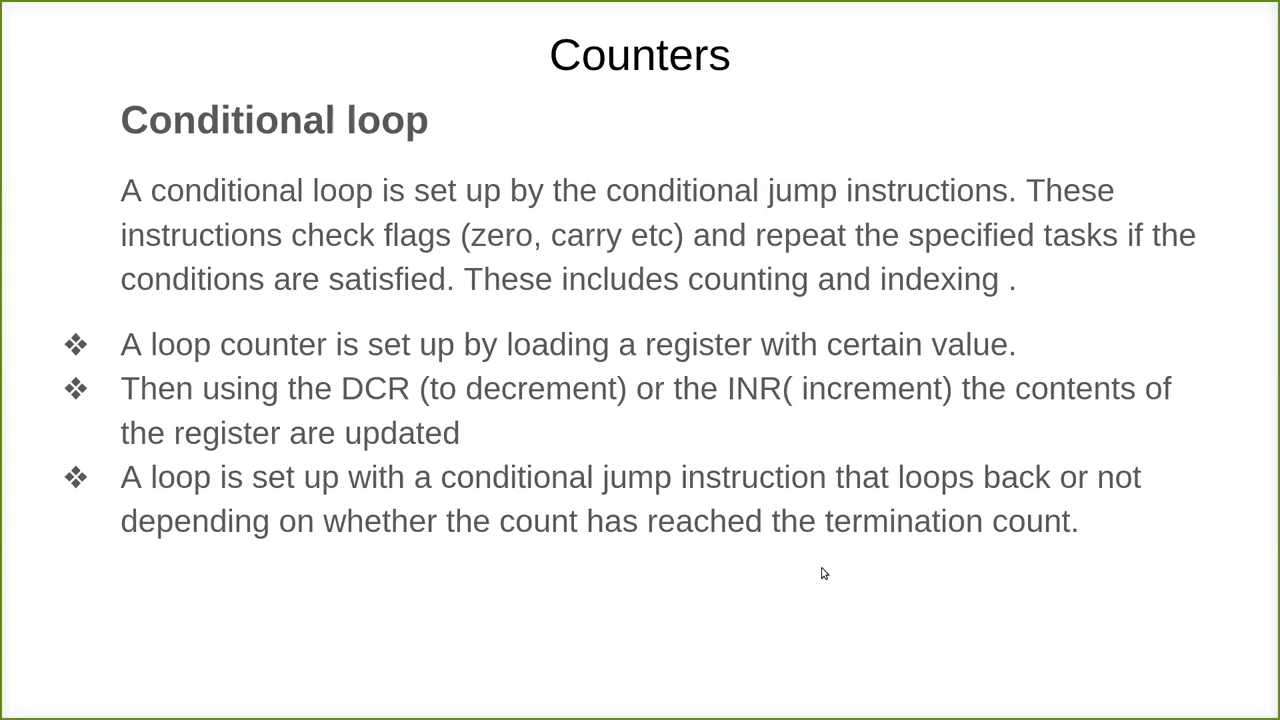 Counters
Conditional loop
A conditional loop is set up by the conditional jump instructions. These
instructions check flags (zero, carry etc) and repeat the specified tasks if the
conditions are satisfied. These includes counting and indexing .
❖ A loop counter is set up by loading a register with certain value.
❖ Then using the DCR (to decrement) or the INR( increment) the contents of
the register are updated
❖ A loop is set up with a conditional jump instruction that loops back or not
depending on whether the count has reached the termination count.